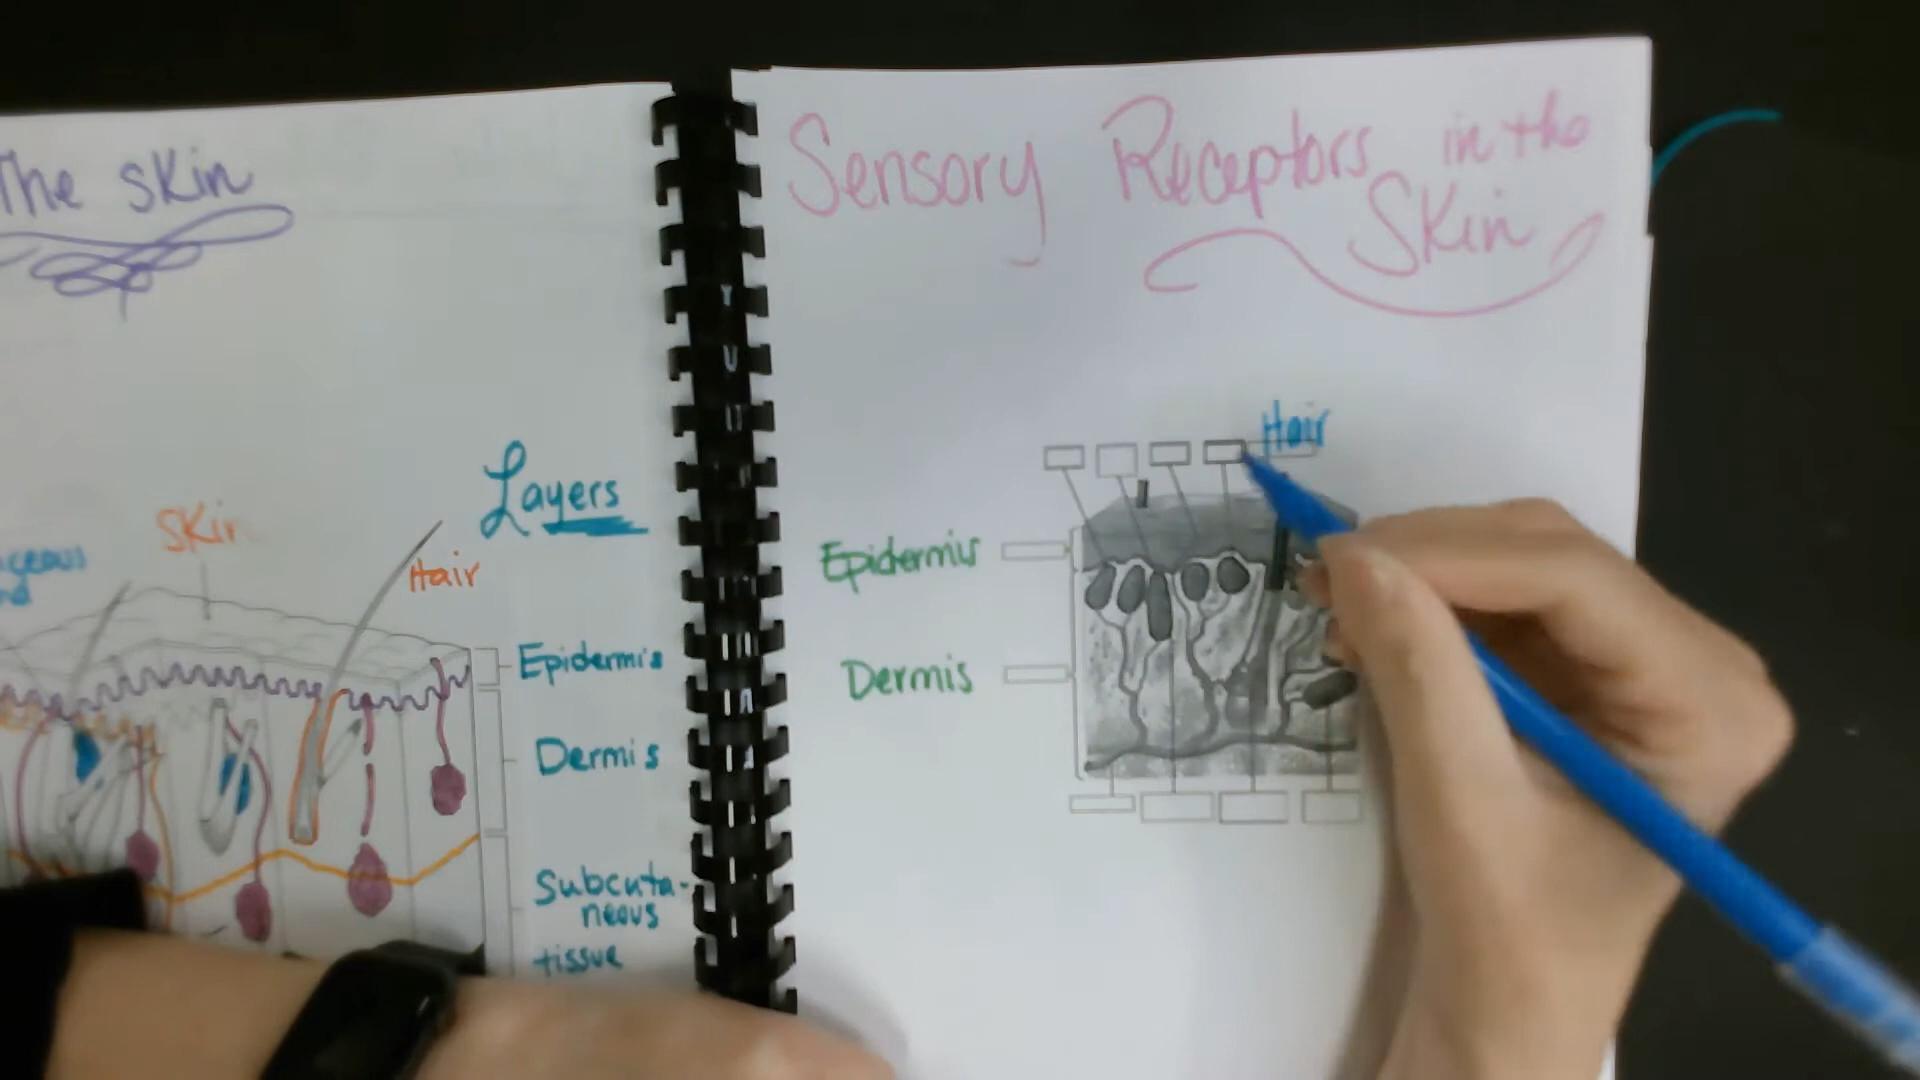 The skin
Skin
Hair
Layers
Epidermis
Dermis
Subcuta-
neous
tissue
Sensory Receptors in the
Skin
Hair
Epidermis
Dermis